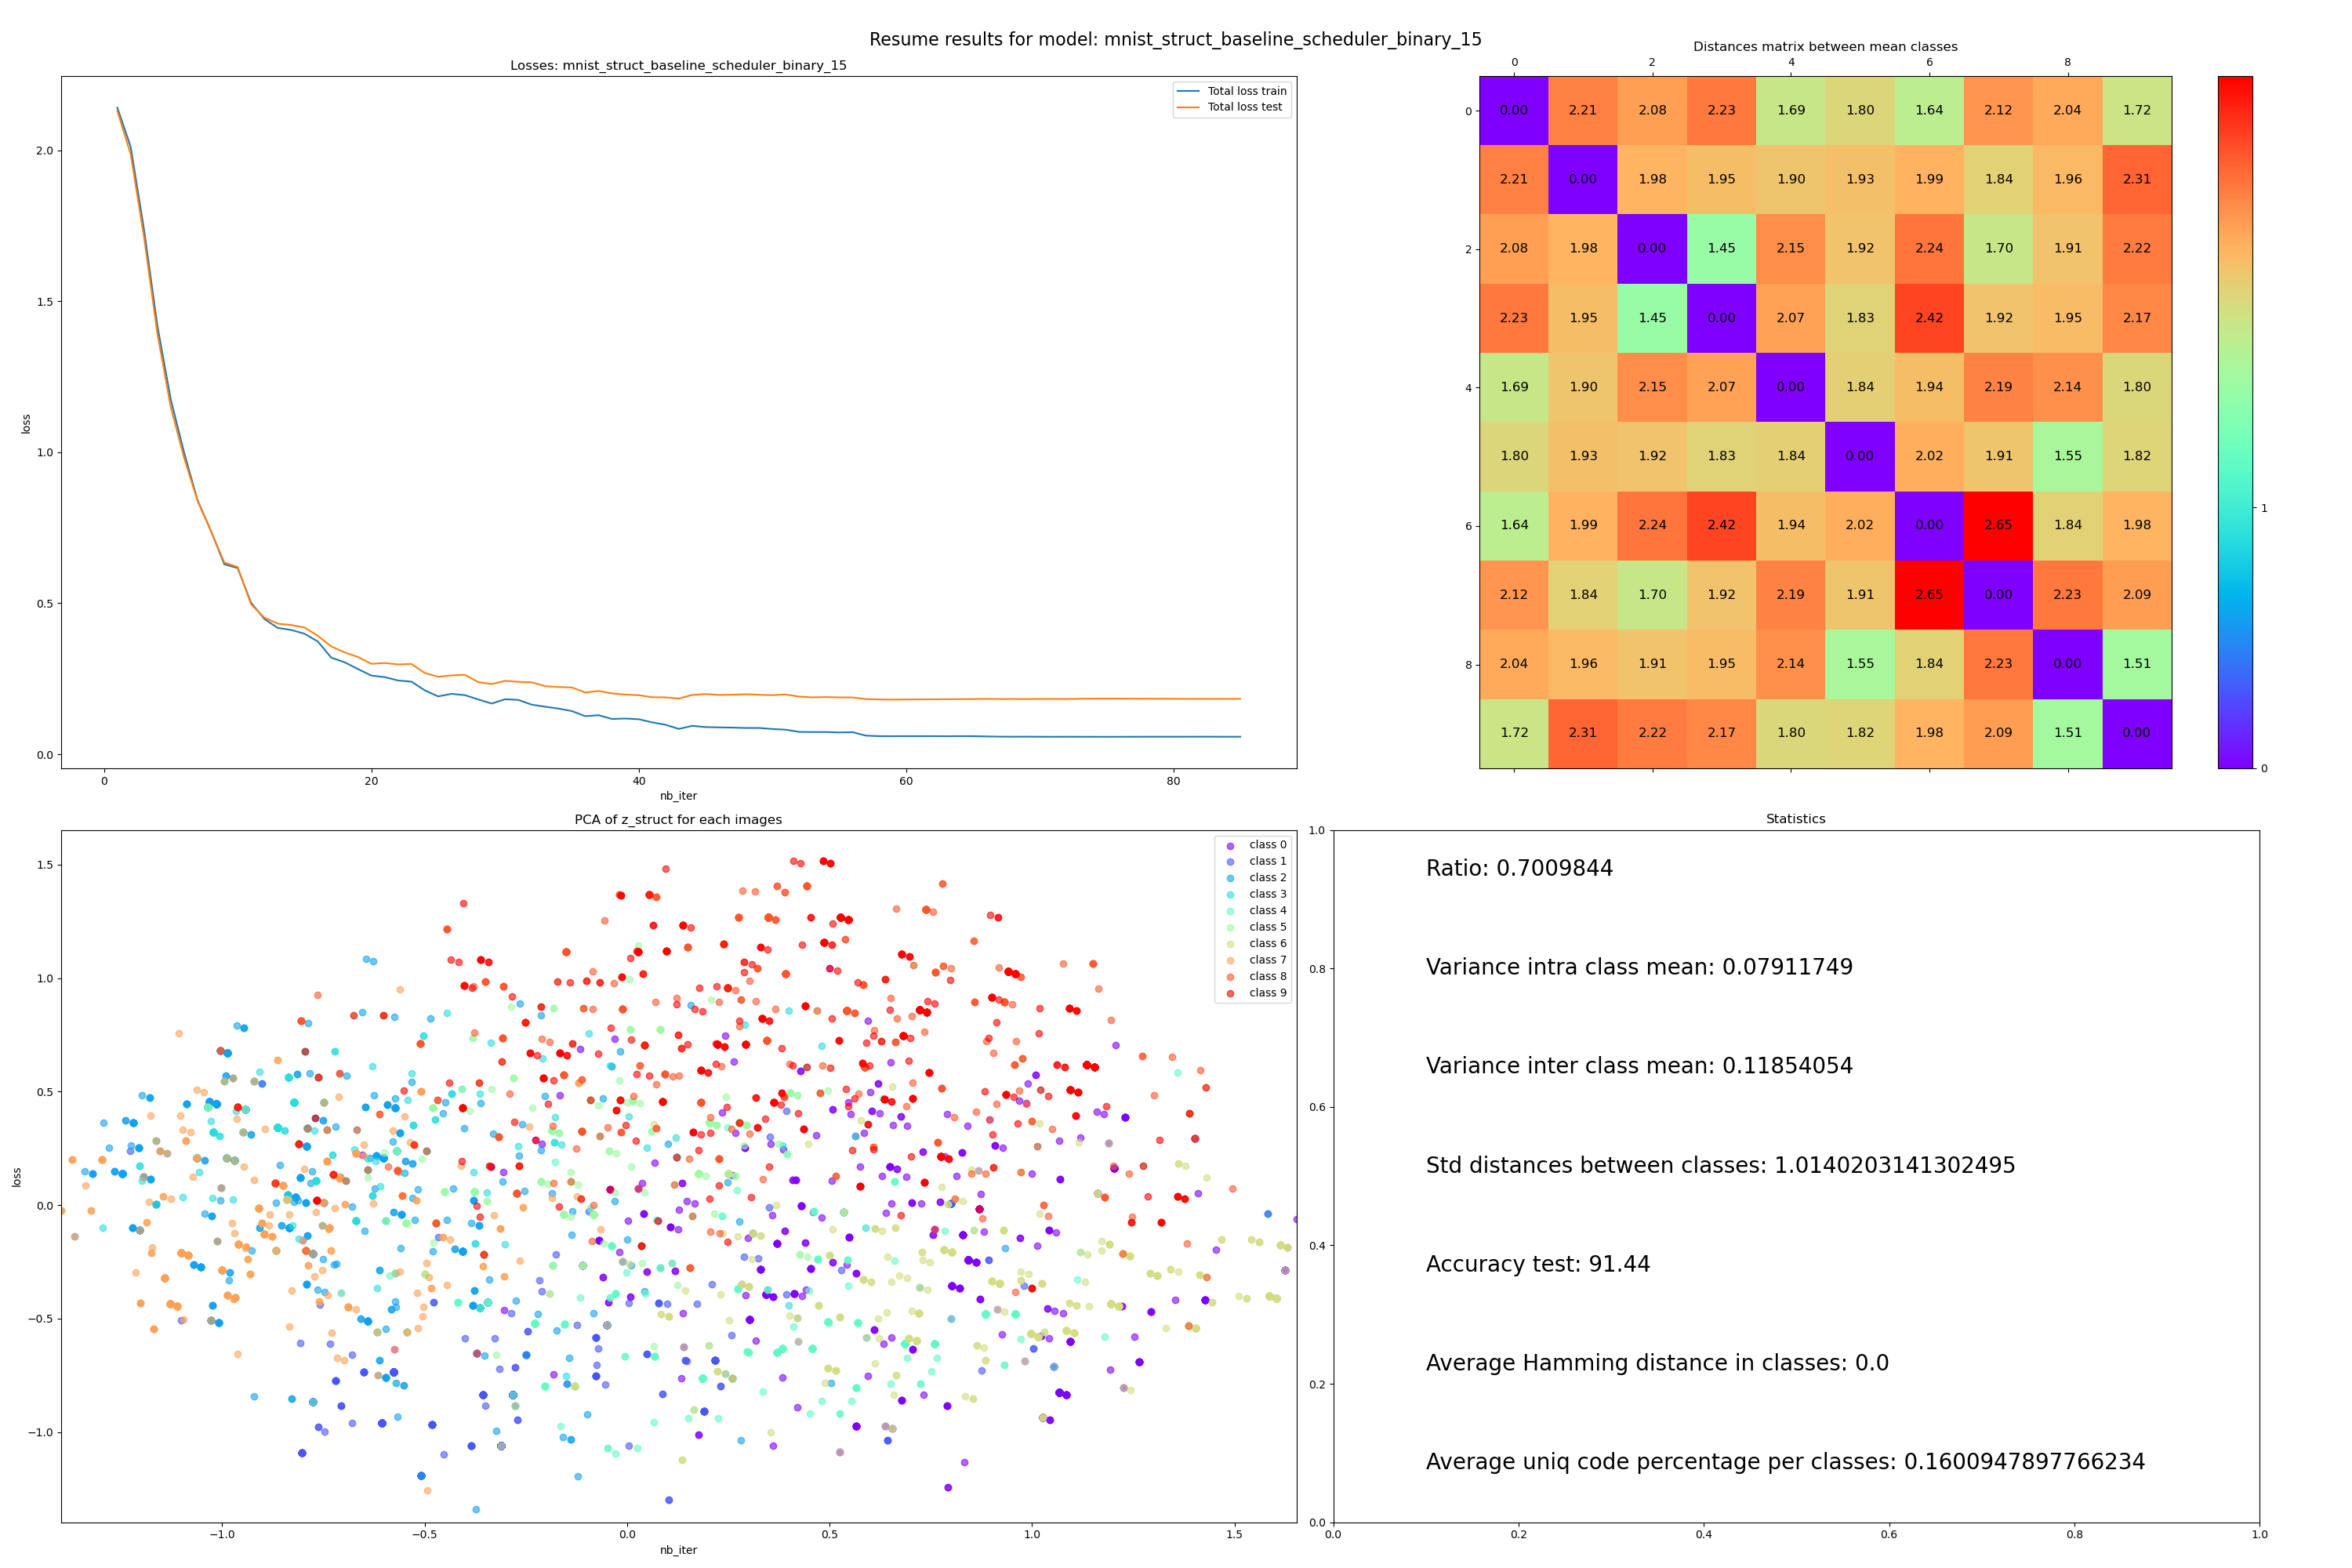 Resume results for model: mnist_struct_baseline_scheduler_binary_15
Losses: mnist_struct_baseline_scheduler_binary_15
Total loss train
Total loss test
2.0
1.5
1.0
0.5
0.0
loss
0 20 40 60 80
nb_iter
Distances matrix between mean classes
0 2 4 6 8
0 0.00 2.21 2.08 2.23 1.69 1.80 1.64 2.12 2.04 1.72
2.21 0.00 1.98 1.95 1.90 1.93 1.99 1.84 1.96 2.31
2 2.08 1.98 0.00 1.45 2.15 1.92 2.24 1.70 1.91 2.22
2.23 1.95 1.45 0.00 2.07 1.83 2.42 1.92 1.95 2.17
4 1.69 1.90 2.15 2.07 0.00 1.84 1.94 2.19 2.14 1.80
1.80 1.93 1.92 1.83 1.84 0.00 2.02 1.91 1.55 1.82
6 1.64 1.99 2.24 2.42 1.94 2.02 0.00 2.65 1.84 1.98
2.12 1.84 1.70 1.92 2.19 1.91 2.65 0.00 2.23 2.09
8 2.04 1.96 1.91 1.95 2.14 1.55 1.84 2.23 0.00 1.51
1.72 2.31 2.22 2.17 1.80 1.82 1.98 2.09 1.51 0.00
1
0
PCA of z_struct for each images
class 0
class 1
class 2
class 3
class 4
class 5
class 6
class 7
class 8
class 9
1.5
1.0
0.5
0.0
−0.5
−1.0
loss
−1.0 −0.5 0.0 0.5 1.0 1.5
nb_iter
Statistics
1.0
0.8
0.6
0.4
0.2
0.0
Ratio: 0.7009844
Variance intra class mean: 0.07911749
Variance inter class mean: 0.11854054
Std distances between classes: 1.0140203141302495
Accuracy test: 91.44
Average Hamming distance in classes: 0.0
Average uniq code percentage per classes: 0.1600947897766234
0.0 0.2 0.4 0.6 0.8 1.0